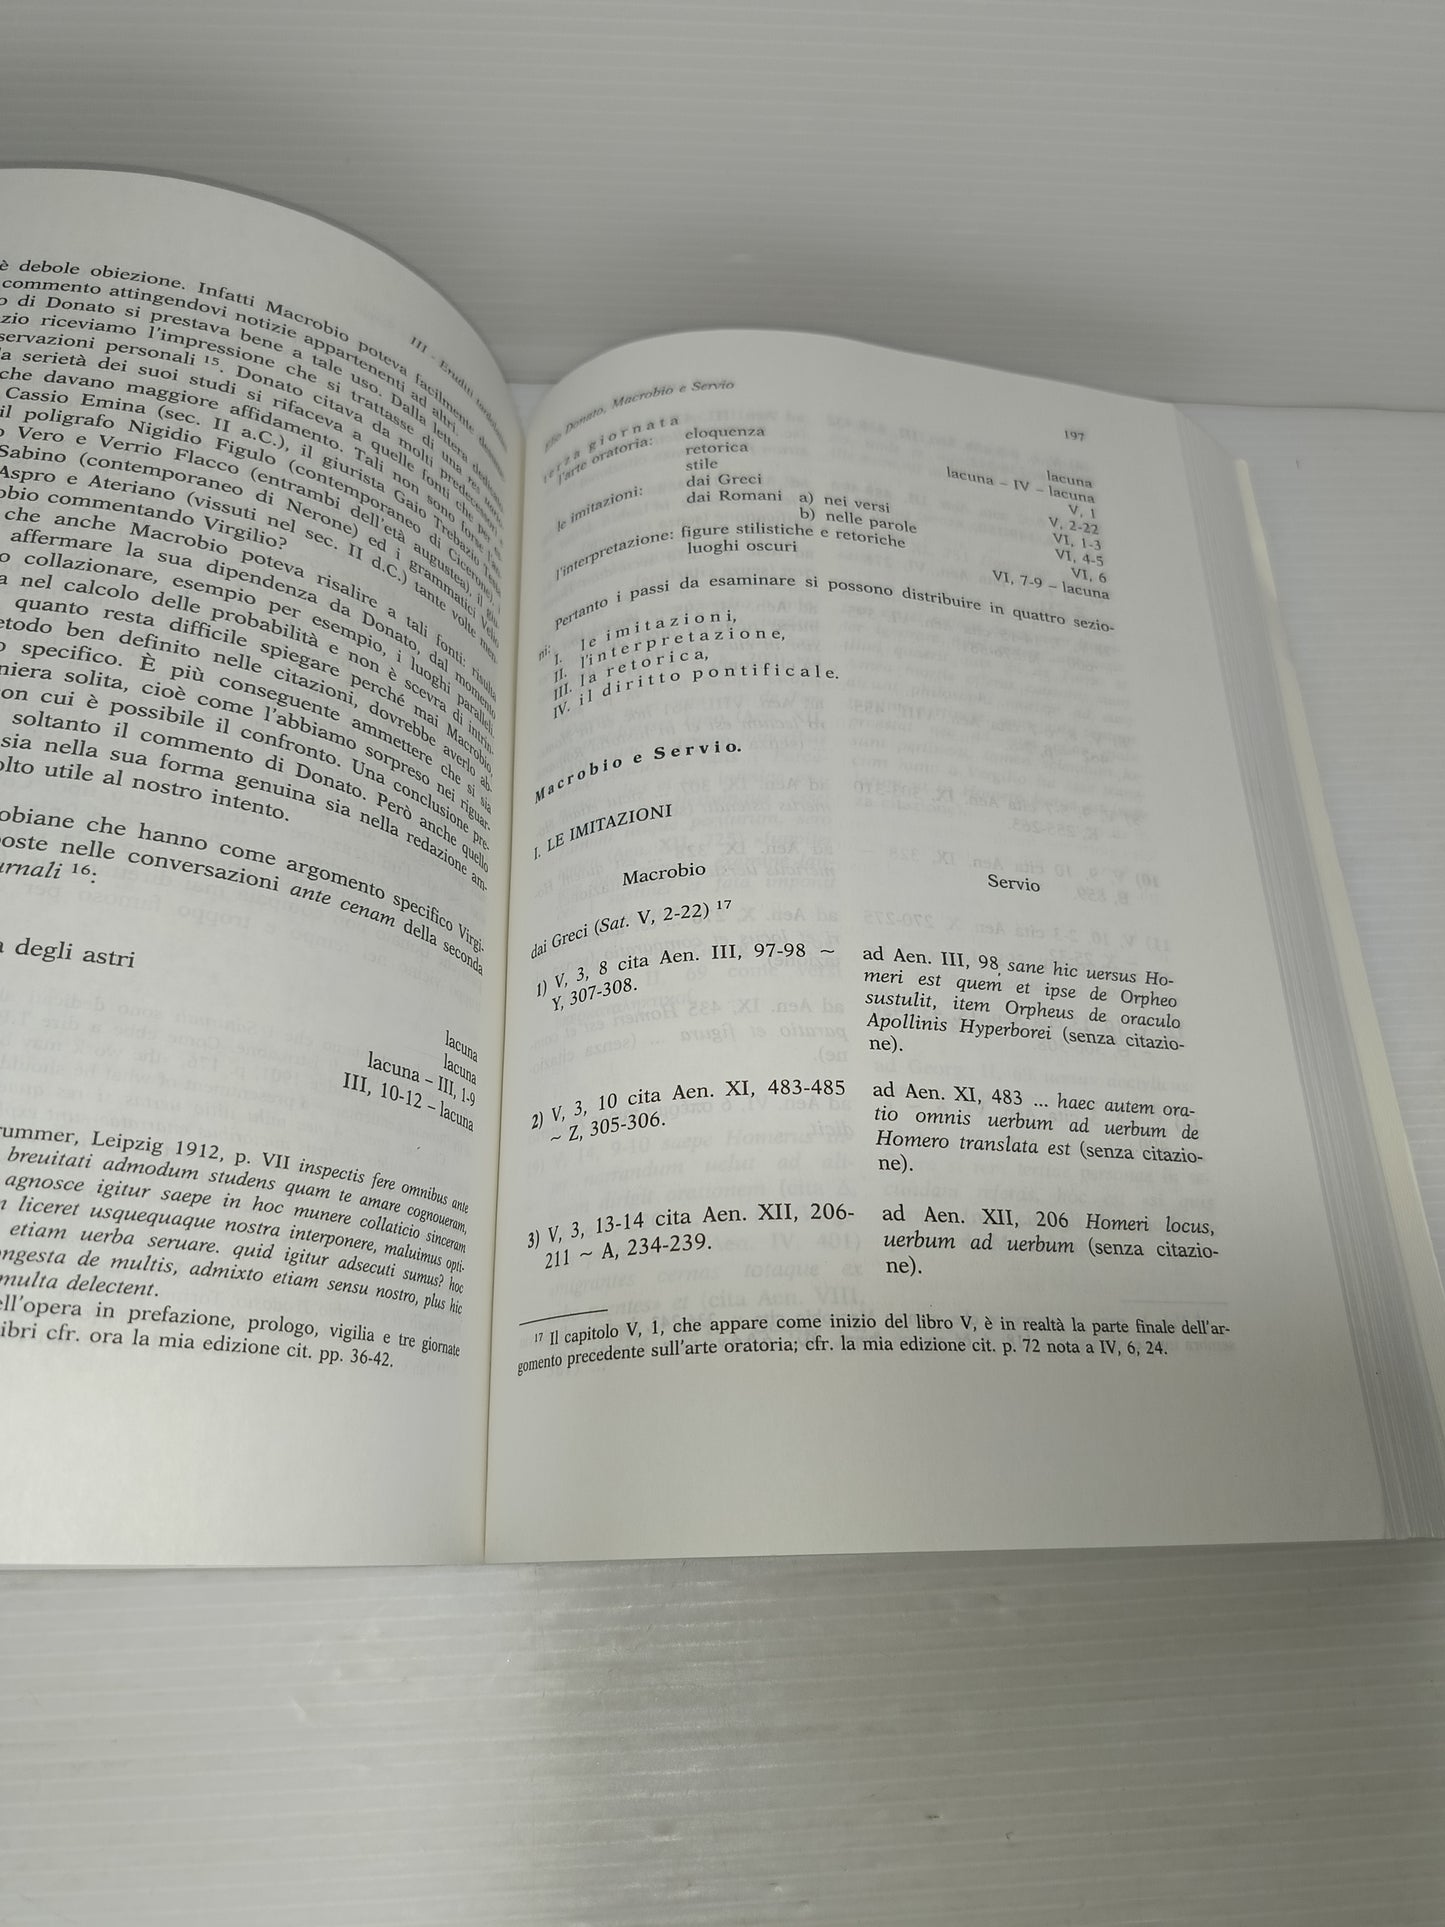 III - Eruditi
è debole obiezione. Infatti Macrobio poteva facilmente
commento attingendovi notizie appartenenti ad altri.
o di Donato si prestava bene a tale uso. Dalla lettera
zio riceviamo l'impressione che si trattasse di una
servazioni personali ¹⁵. Donato citava da molti predecessori
la serietà dei suoi studi si rifaceva a quelle fonti che per
che davano maggiore affidamento. Tali non sono forse
Cassio Emina (sec. II a.C.), il giurista Gaio Trebazio Testa
il poligrafo Nigidio Figulo (contemporaneo di Cicerone), i
o Vero e Verrio Flacco (entrambi dell'età augustea), il giu-
Sabino (contemporaneo di Nerone) ed i grammatici Velio
Aspro e Ateriano (vissuti nel sec. II d.C.) tante volte men-
obio commentando Virgilio?
che anche Macrobio poteva risalire a tali fonti: risulta
affermare la sua dipendenza da Donato, dal momento
o collazionare, esempio per esempio, i luoghi paralleli.
a nel calcolo delle probabilità e non è scevra di intrin-
quanto resta difficile spiegare perché mai Macrobio,
etodo ben definito nelle citazioni, dovrebbe averlo ab-
o specifico. È più conseguente ammettere che si sia
niera solita, cioè come l'abbiamo sorpreso nei riguar-
on cui è possibile il confronto. Una conclusione pre-
soltanto il commento di Donato. Però anche quello
sia nella sua forma genuina sia nella redazione am-
olto utile al nostro intento.
obiane che hanno come argomento specifico Virgi-
poste nelle conversazioni ante cenam della seconda
urnali ¹⁶:
a degli astri
lacuna
lacuna
lacuna – III, 1-9
III, 10-12 – lacuna
rummer, Leipzig 1912, p. VII inspectis fere omnibus ante
breuitati admodum studens quam te amare cognoueram,
agnosce igitur saepe in hoc munere collaticio sinceram
n liceret usquequaque nostra interponere, maluimus opti-
etiam uerba seruare. quid igitur adsecuti sumus? hoc
ongesta de multis, admixto etiam sensu nostro, plus hic
multa delectent.
ell'opera in prefazione, prologo, vigilia e tre giornate
libri cfr. ora la mia edizione cit. pp. 36-42.
Elio Donato, Macrobio e Servio 197
terza giornata
l'arte oratoria: eloquenza lacuna
retorica lacuna – IV – lacuna
stile V, 1
le imitazioni: dai Greci V, 2-22
dai Romani a) nei versi VI, 1-3
b) nelle parole VI, 4-5
l'interpretazione: figure stilistiche e retoriche VI, 6
luoghi oscuri VI, 7-9 – lacuna
Pertanto i passi da esaminare si possono distribuire in quattro sezio-
ni:
I. le imitazioni,
II. l'interpretazione,
III. la retorica,
IV. il diritto pontificale.
Macrobio e Servio.
I. LE IMITAZIONI
Macrobio
dai Greci (Sat. V, 2-22) ¹⁷
1) V, 3, 8 cita Aen. III, 97-98 ~
Y, 307-308.
2) V, 3, 10 cita Aen. XI, 483-485
~ Z, 305-306.
3) V, 3, 13-14 cita Aen. XII, 206-
211 ~ A, 234-239.
Servio
ad Aen. III, 98 sane hic uersus Ho-
meri est quem et ipse de Orpheo
sustulit, item Orpheus de oraculo
Apollinis Hyperborei (senza citazio-
ne).
ad Aen. XI, 483 ... haec autem ora-
tio omnis uerbum ad uerbum de
Homero translata est (senza citazio-
ne).
ad Aen. XII, 206 Homeri locus,
uerbum ad uerbum (senza citazio-
ne).
¹⁷ Il capitolo V, 1, che appare come inizio del libro V, è in realtà la parte finale dell'ar-
gomento precedente sull'arte oratoria; cfr. la mia edizione cit. p. 72 nota a IV, 6, 24.